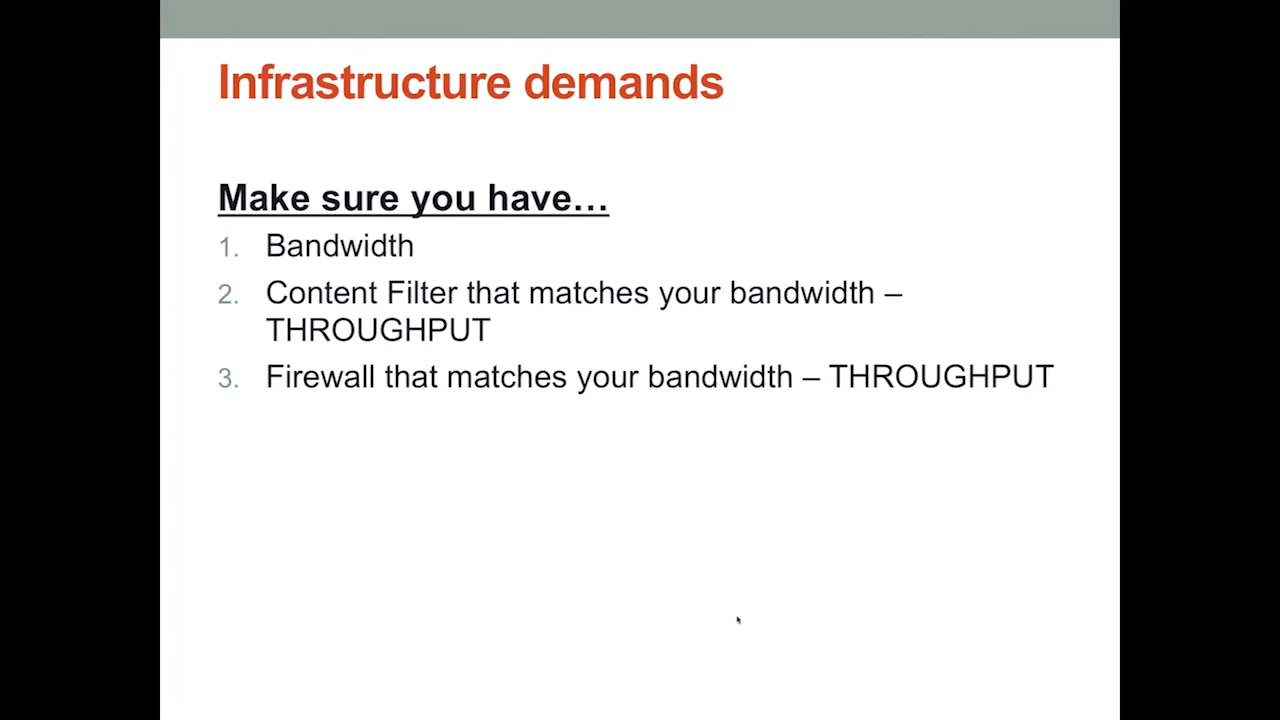 Infrastructure demands
Make sure you have…
1. Bandwidth
2. Content Filter that matches your bandwidth –
THROUGHPUT
3. Firewall that matches your bandwidth – THROUGHPUT